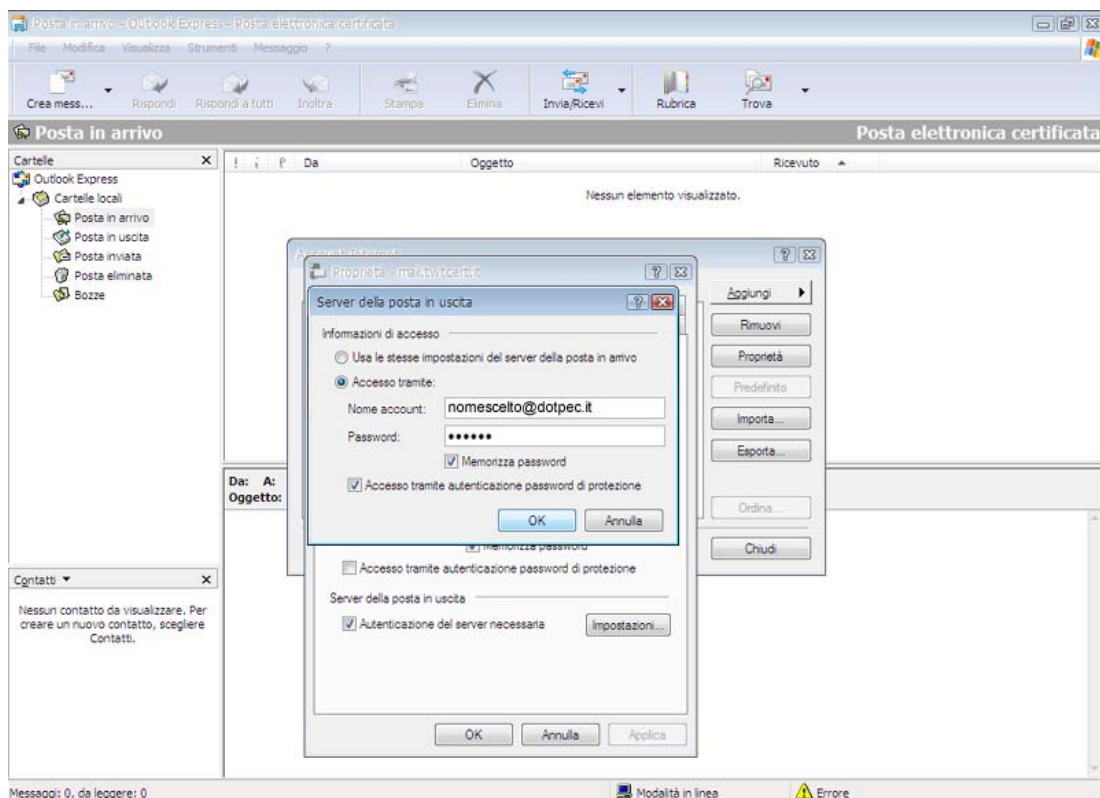 Posta in arrivo - Outlook Express - Posta elettronica certificata
File Modifica Visualizza Strumenti Messaggio ?
Crea mess... Rispondi Rispondi a tutti Inoltra Stampa Elimina Invia/Ricevi Rubrica Trova
Posta in arrivo Posta elettronica certificata
Cartelle
Outlook Express
Cartelle locali
Posta in arrivo
Posta in uscita
Posta inviata
Posta eliminata
Bozze
Da Oggetto Ricevuto
Nessun elemento visualizzato.
Da: A:
Oggetto:
Account Internet
Aggiungi
Rimuovi
Proprietà
Predefinito
Importa...
Esporta...
Ordina...
Chiudi
Proprietà - mail.twtcert.it
Server della posta in uscita
Informazioni di accesso
Usa le stesse impostazioni del server della posta in arrivo
Accesso tramite:
Nome account: nomescelto@dotpec.it
Password: ••••••
Memorizza password
Accesso tramite autenticazione password di protezione
OK Annulla
Memorizza password
Accesso tramite autenticazione password di protezione
Server della posta in uscita
Autenticazione del server necessaria Impostazioni...
OK Annulla Applica
Contatti
Nessun contatto da visualizzare. Per
creare un nuovo contatto, scegliere
Contatti.
Messaggi: 0, da leggere: 0 Modalità in linea Errore